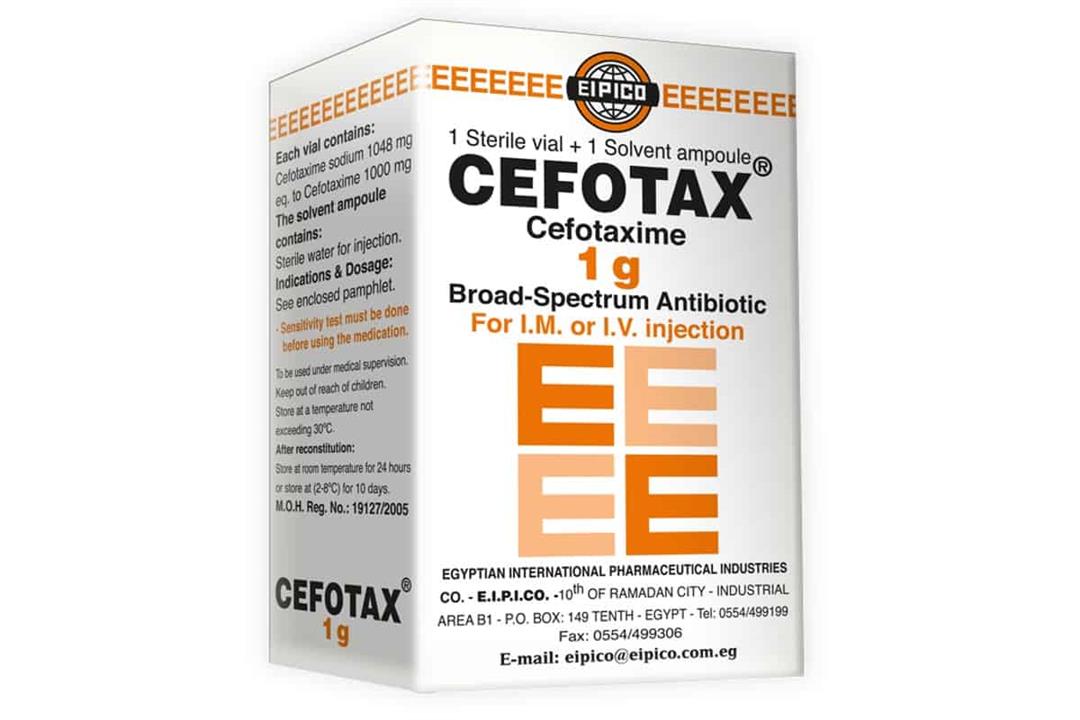 EEEEEEEEEEEE
Each vial contains:
Cefotaxime sodium 1048 mg
eq. to Cefotaxime 1000 mg
The solvent ampoule
contains:
Sterile water for injection.
Indications & Dosage:
See enclosed pamphlet.
- Sensitivity test must be done
before using the medication.
To be used under medical supervision.
Keep out of reach of children.
Store at a temperature not
exceeding 30ºC.
After reconstitution:
Store at room temperature for 24 hours
or store at (2-8ºC) for 10 days.
M.O.H. Reg. No.: 19127/2005
CEFOTAX®
1 g
EEEEEEE EIPICO EEEEEEE
1 Sterile vial + 1 Solvent ampoule
CEFOTAX®
Cefotaxime
1 g
Broad-Spectrum Antibiotic
For I.M. or I.V. injection
E E
E E
EGYPTIAN INTERNATIONAL PHARMACEUTICAL INDUSTRIES
CO. - E.I.P.I.CO. -10th OF RAMADAN CITY - INDUSTRIAL
AREA B1 - P.O. BOX: 149 TENTH - EGYPT - Tel: 0554/499199
Fax: 0554/499306
E-mail: eipico@eipico.com.eg